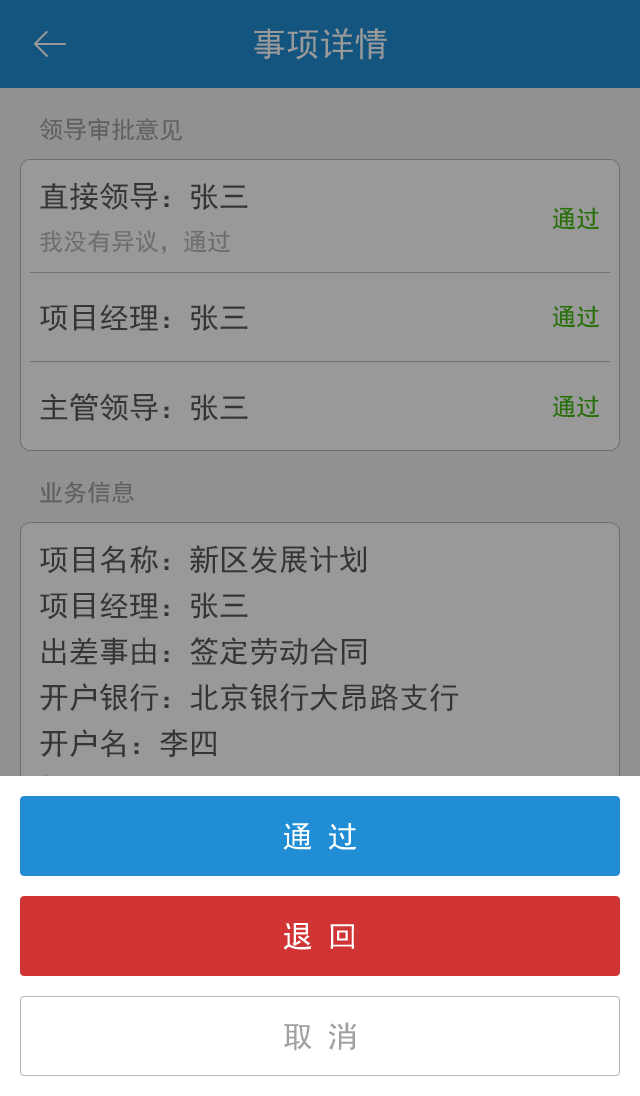 事项详情
领导审批意见
直接领导：张三
通过
我没有异议，通过
项目经理：张三
通过
主管领导：张三
通过
业务信息
项目名称：新区发展计划
项目经理：张三
出差事由：签定劳动合同
开户银行：北京银行大昂路支行
开户名：李四
通 过
退 回
取 消